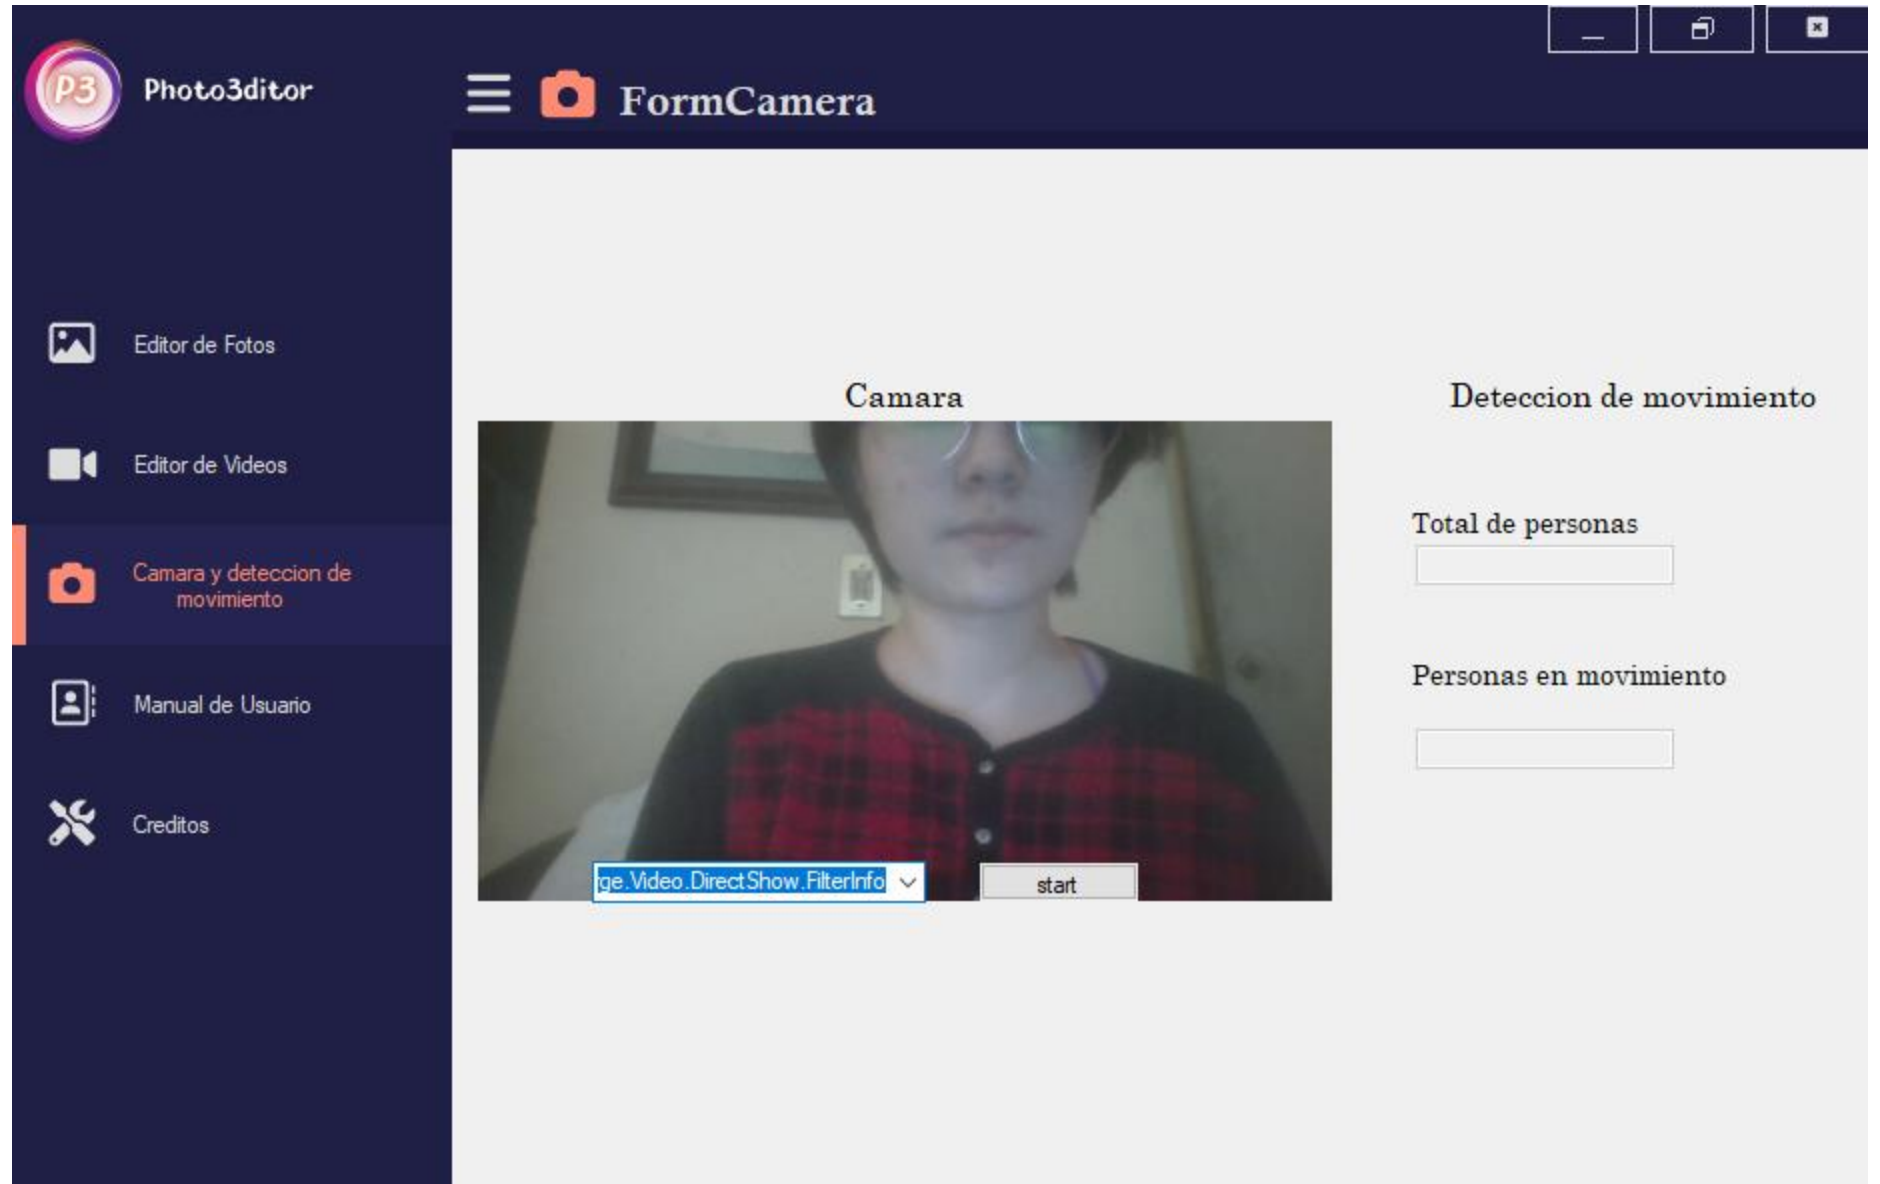 P3
Photo3ditor
FormCamera
Editor de Fotos
Editor de Videos
Camara y deteccion de
movimiento
Manual de Usuario
Creditos
Camara
ge.Video.DirectShow.FilterInfo
start
Deteccion de movimiento
Total de personas
Personas en movimiento